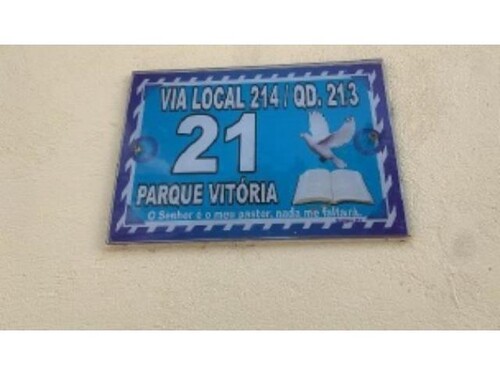 VIA LOCAL 214 / QD. 213
21
PARQUE VITÓRIA
O Senhor é o meu pastor, nada me faltará.